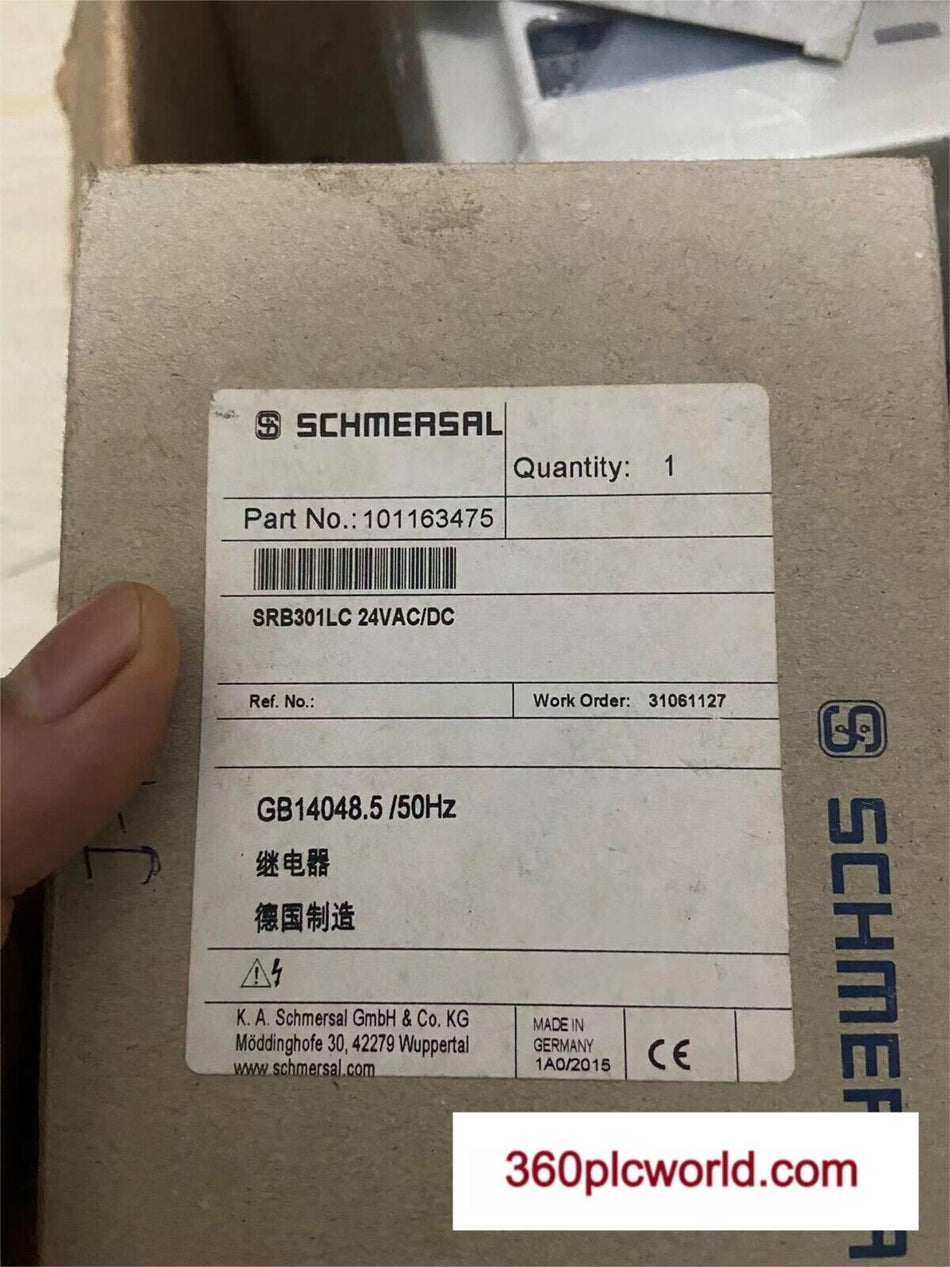 SCHMERSAL
Quantity: 1
Part No.: 101163475
SRB301LC 24VAC/DC
Ref. No.:
Work Order: 31061127
GB14048.5 /50Hz
继电器
德国制造
K. A. Schmersal GmbH & Co. KG
Möddinghofe 30, 42279 Wuppertal
www.schmersal.com
MADE IN
GERMANY
1A0/2015
CE
SCHMERSA
360plcworld.com